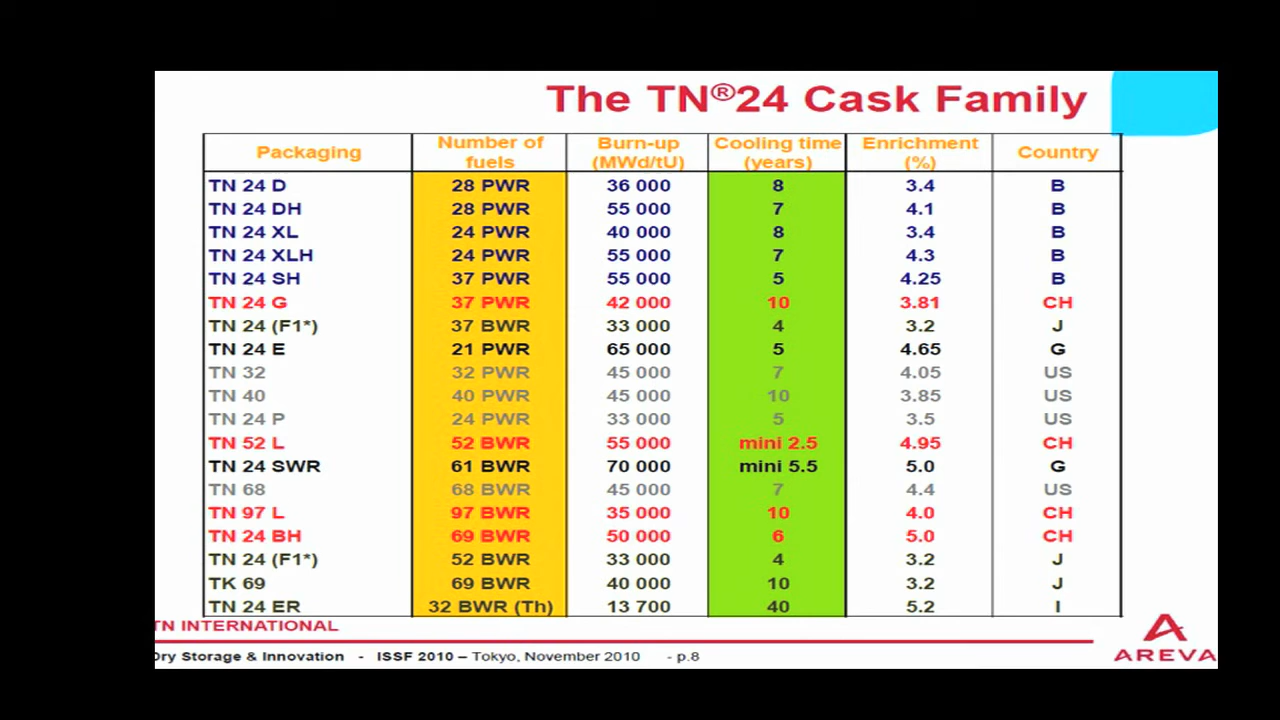 The TN®24 Cask Family
Packaging Number of fuels Burn-up (MWd/tU) Cooling time (years) Enrichment (%) Country
TN 24 D 28 PWR 36 000 8 3.4 B
TN 24 DH 28 PWR 55 000 7 4.1 B
TN 24 XL 24 PWR 40 000 8 3.4 B
TN 24 XLH 24 PWR 55 000 7 4.3 B
TN 24 SH 37 PWR 55 000 5 4.25 B
TN 24 G 37 PWR 42 000 10 3.81 CH
TN 24 (F1*) 37 BWR 33 000 4 3.2 J
TN 24 E 21 PWR 65 000 5 4.65 G
TN 32 32 PWR 45 000 7 4.05 US
TN 40 40 PWR 45 000 10 3.85 US
TN 24 P 24 PWR 33 000 5 3.5 US
TN 52 L 52 BWR 55 000 mini 2.5 4.95 CH
TN 24 SWR 61 BWR 70 000 mini 5.5 5.0 G
TN 68 68 BWR 45 000 7 4.4 US
TN 97 L 97 BWR 35 000 10 4.0 CH
TN 24 BH 69 BWR 50 000 6 5.0 CH
TN 24 (F1*) 52 BWR 33 000 4 3.2 J
TK 69 69 BWR 40 000 10 3.2 J
TN 24 ER 32 BWR (Th) 13 700 40 5.2 I
TN INTERNATIONAL
Dry Storage & Innovation - ISSF 2010 – Tokyo, November 2010 - p.8
AREVA